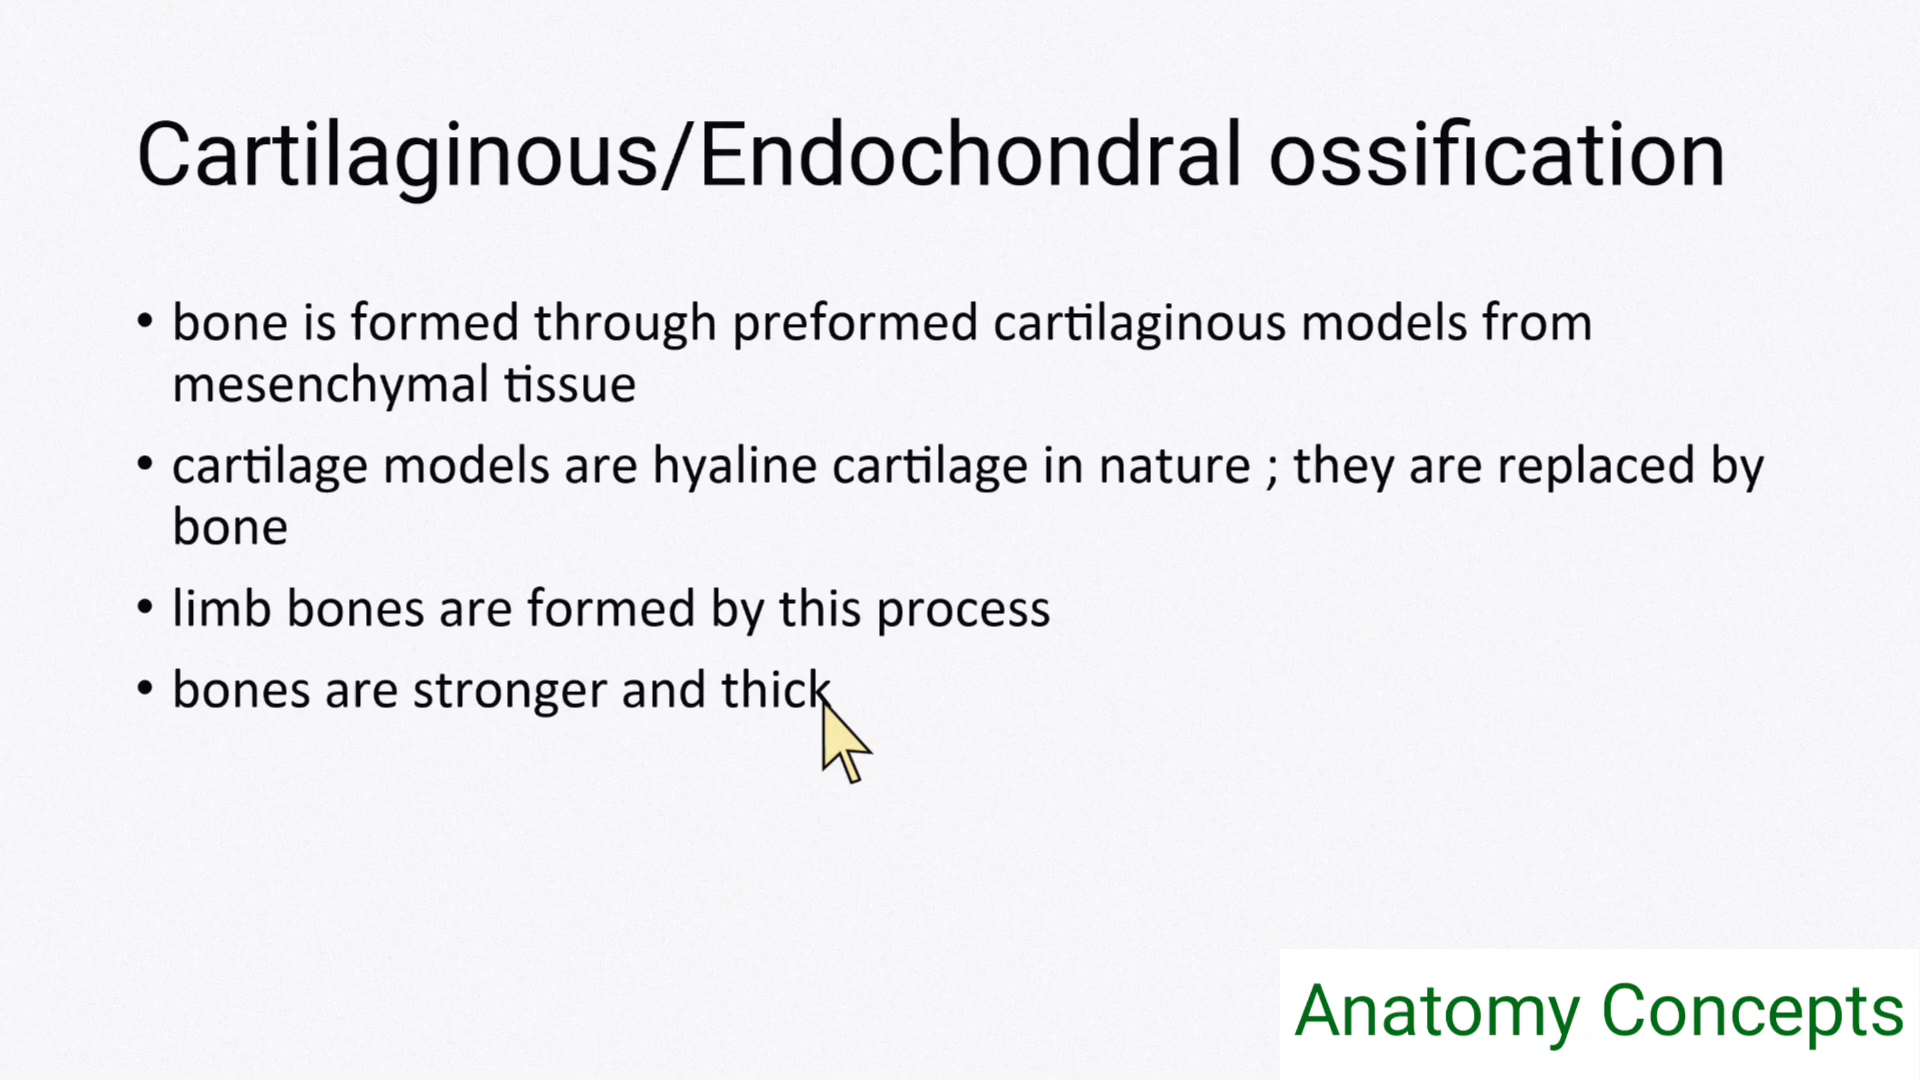 Cartilaginous/Endochondral ossification
• bone is formed through preformed cartilaginous models from
mesenchymal tissue
• cartilage models are hyaline cartilage in nature ; they are replaced by
bone
• limb bones are formed by this process
• bones are stronger and thick
Anatomy Concepts